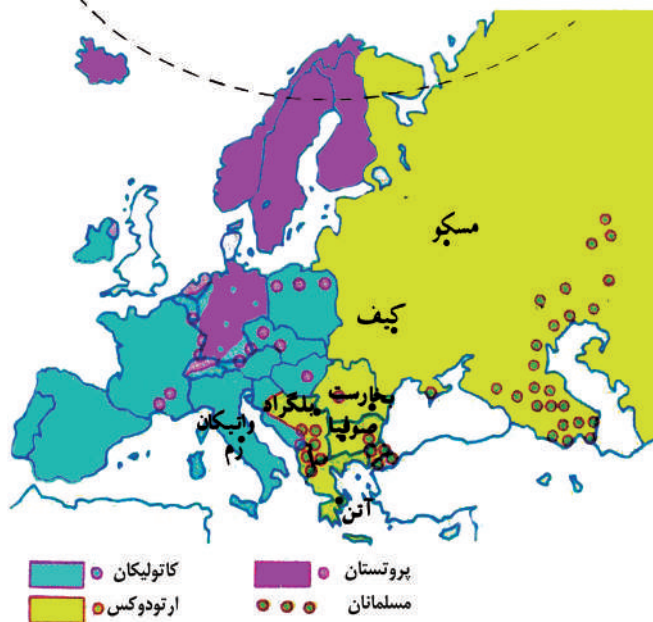 مسکو
کیف
بخارست
بلگراد
صوفیا
واتیکان
رم
آتن
پروتستان
کاتولیکان
مسلمانان
ارتودوکس